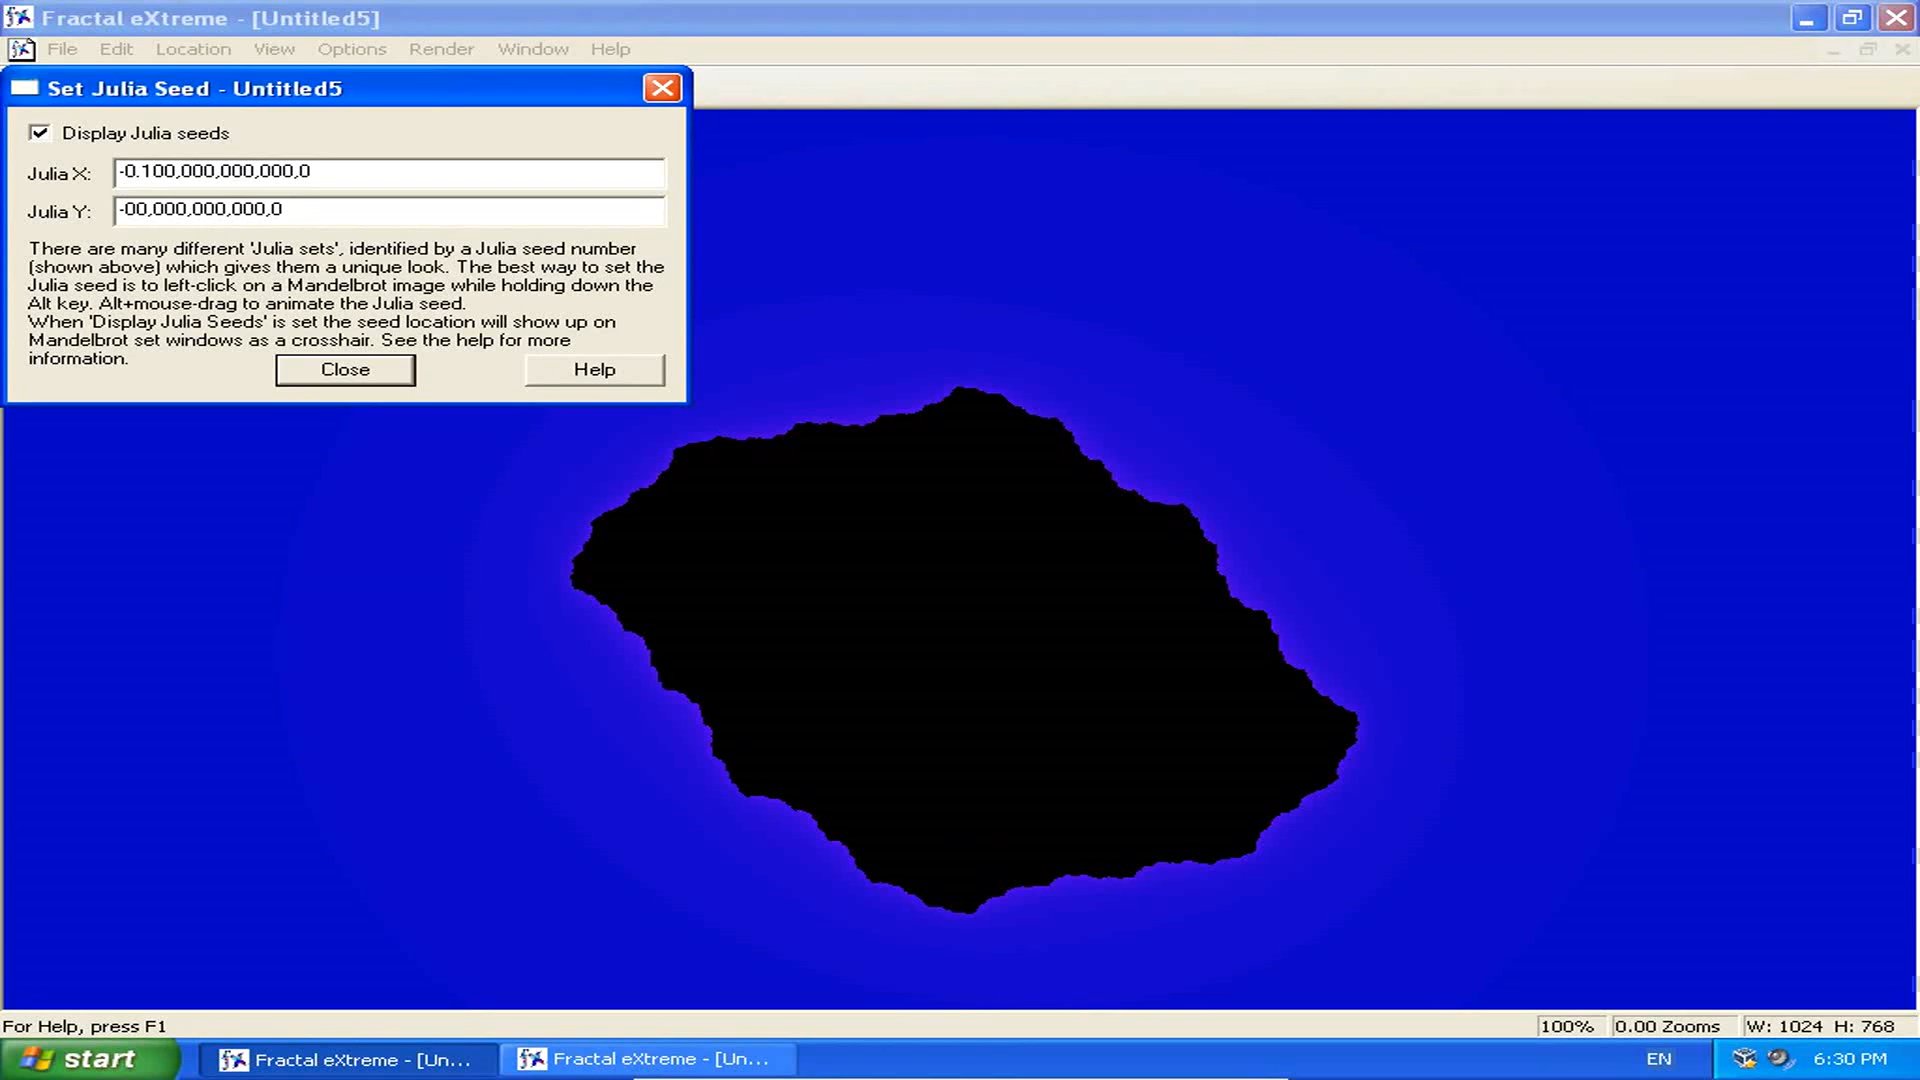 Fractal eXtreme - [Untitled5]
File Edit Location View Options Render Window Help
Set Julia Seed - Untitled5
Display Julia seeds
Julia X: -0.100,000,000,000,0
Julia Y: -00,000,000,000,0
There are many different 'Julia sets', identified by a Julia seed number
(shown above) which gives them a unique look. The best way to set the
Julia seed is to left-click on a Mandelbrot image while holding down the
Alt key. Alt+mouse-drag to animate the Julia seed.
When 'Display Julia Seeds' is set the seed location will show up on
Mandelbrot set windows as a crosshair. See the help for more
information.
Close Help
For Help, press F1 100% 0.00 Zooms W: 1024 H: 768
start Fractal eXtreme - [Un... Fractal eXtreme - [Un... EN 6:30 PM